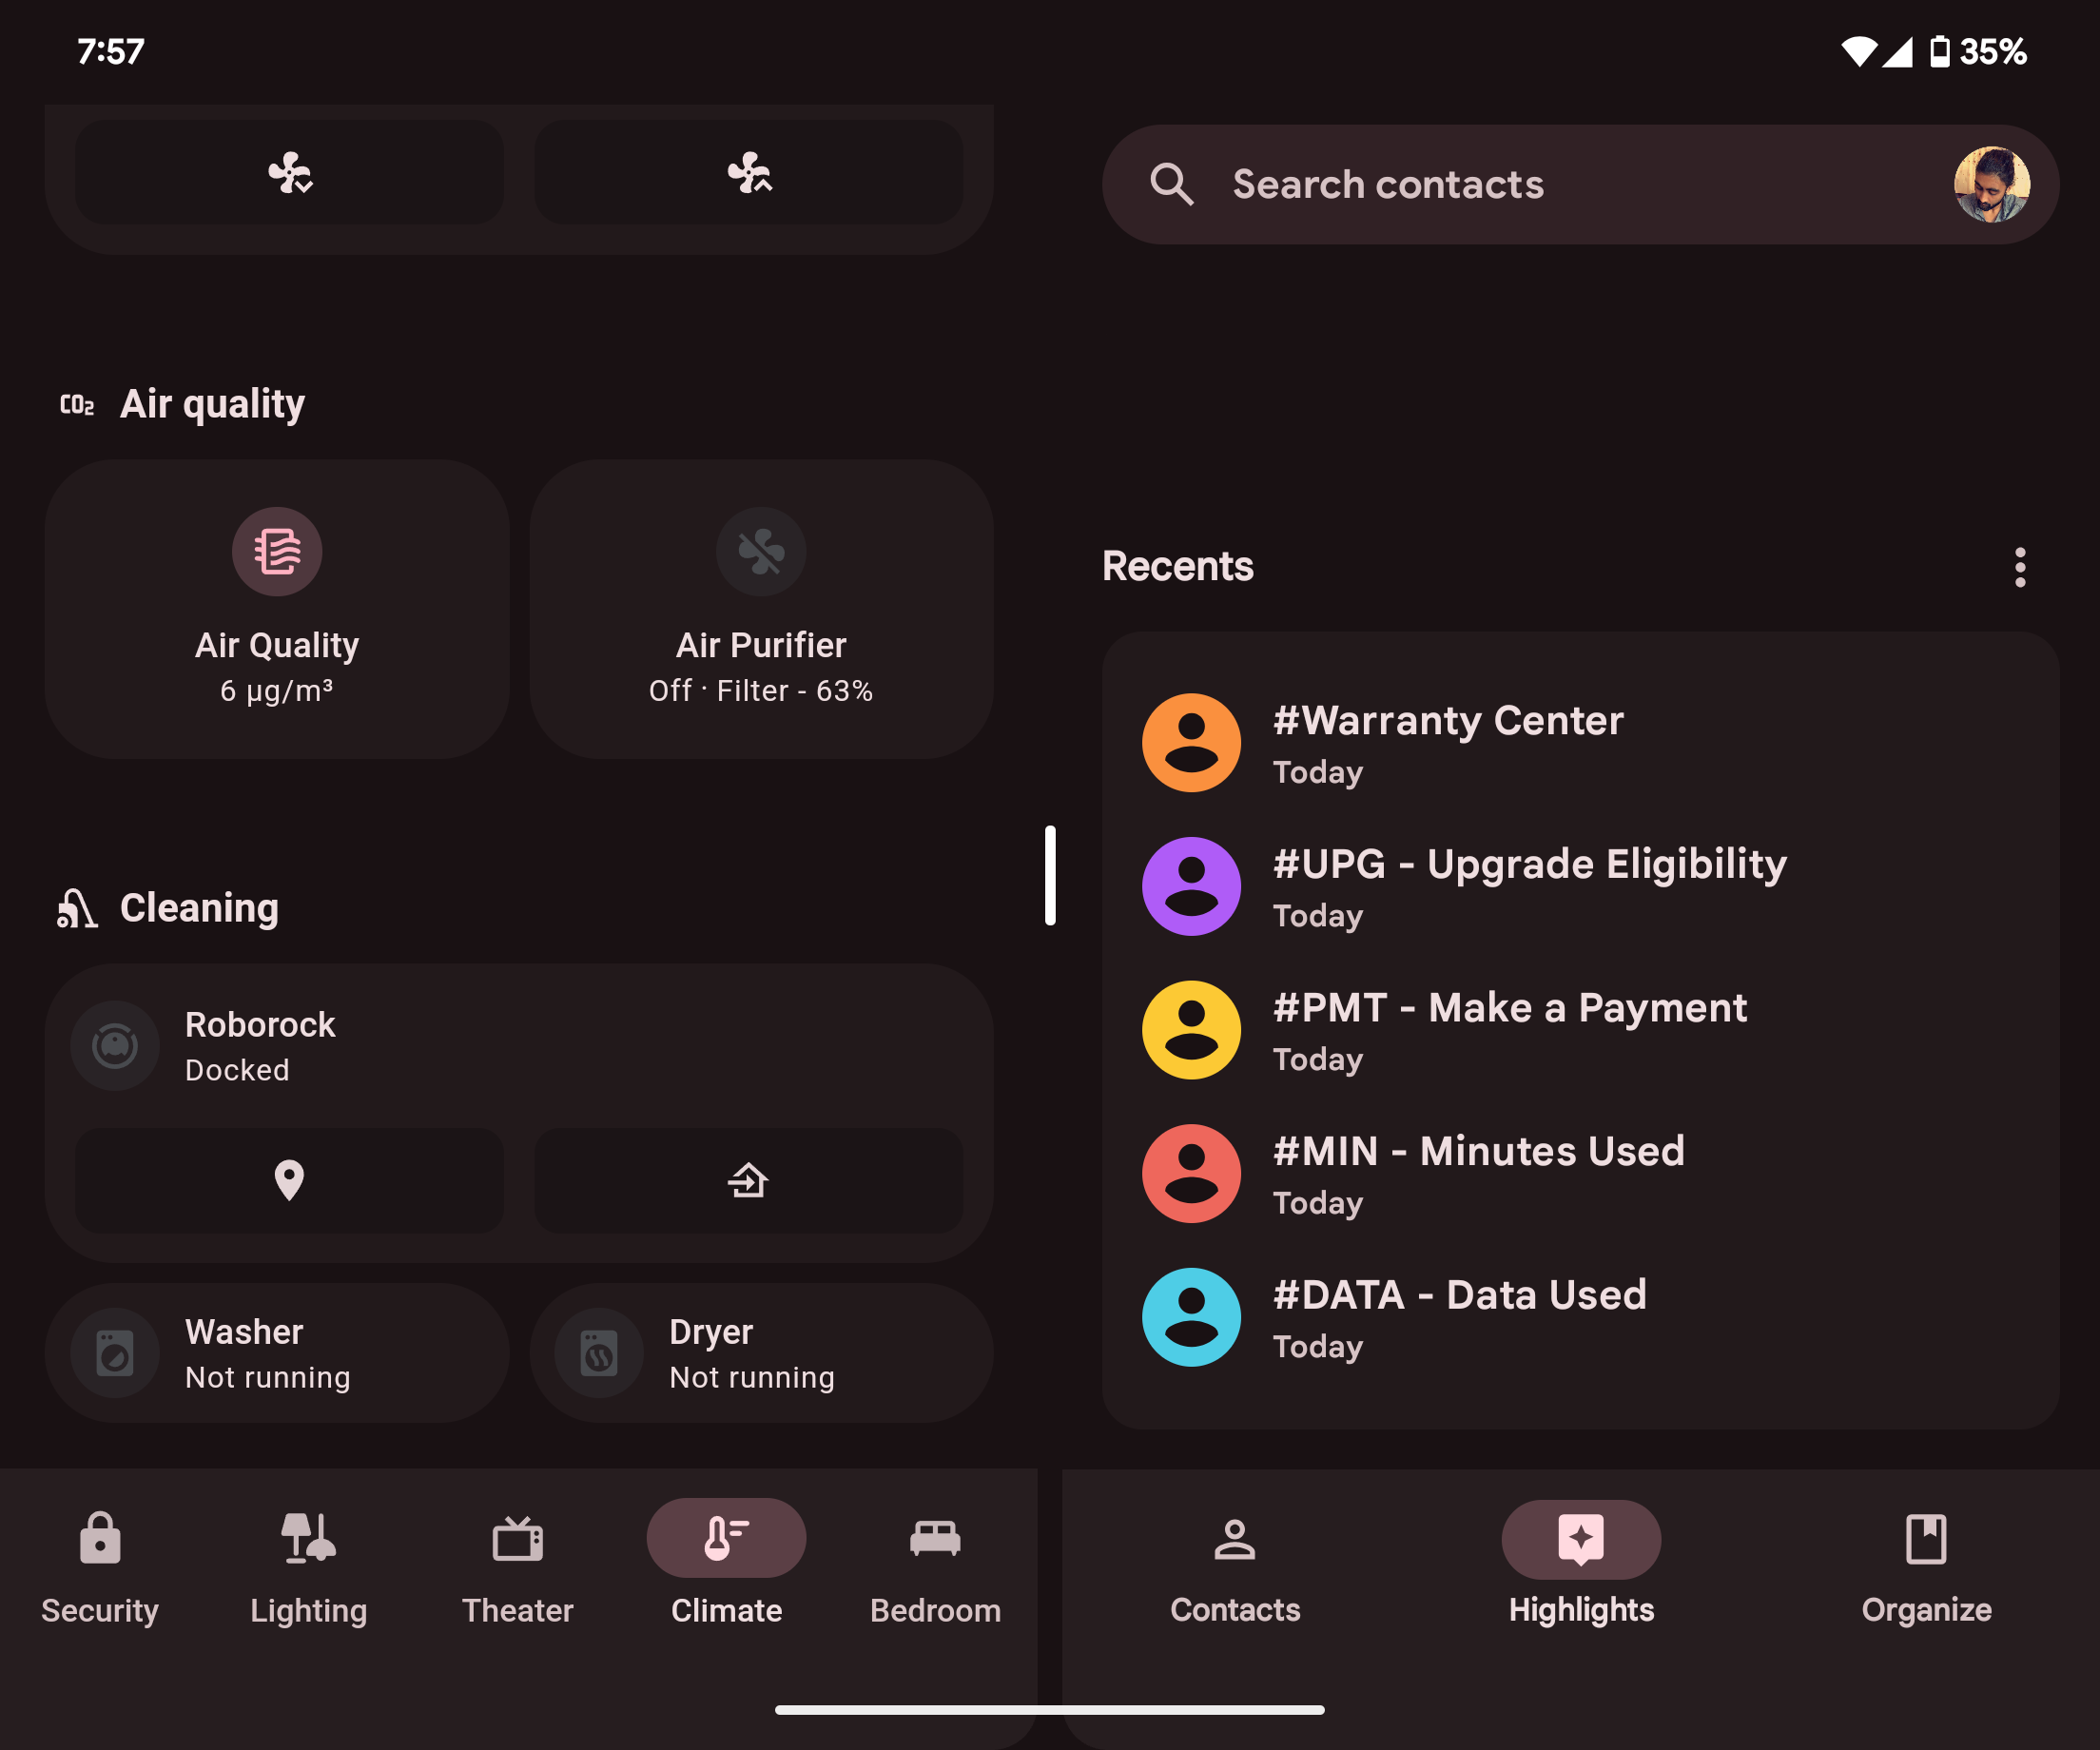 7:57
35%
CO₂ Air quality
Air Quality
6 µg/m³
Air Purifier
Off · Filter - 63%
Cleaning
Roborock
Docked
Washer
Not running
Dryer
Not running
Security
Lighting
Theater
Climate
Bedroom
Search contacts
Recents
#Warranty Center
Today
#UPG - Upgrade Eligibility
Today
#PMT - Make a Payment
Today
#MIN - Minutes Used
Today
#DATA - Data Used
Today
Contacts
Highlights
Organize